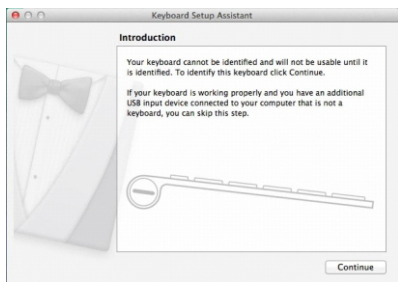 Keyboard Setup Assistant
Introduction
Your keyboard cannot be identified and will not be usable until it
is identified. To identify this keyboard click Continue.
If your keyboard is working properly and you have an additional
USB input device connected to your computer that is not a
keyboard, you can skip this step.
Continue